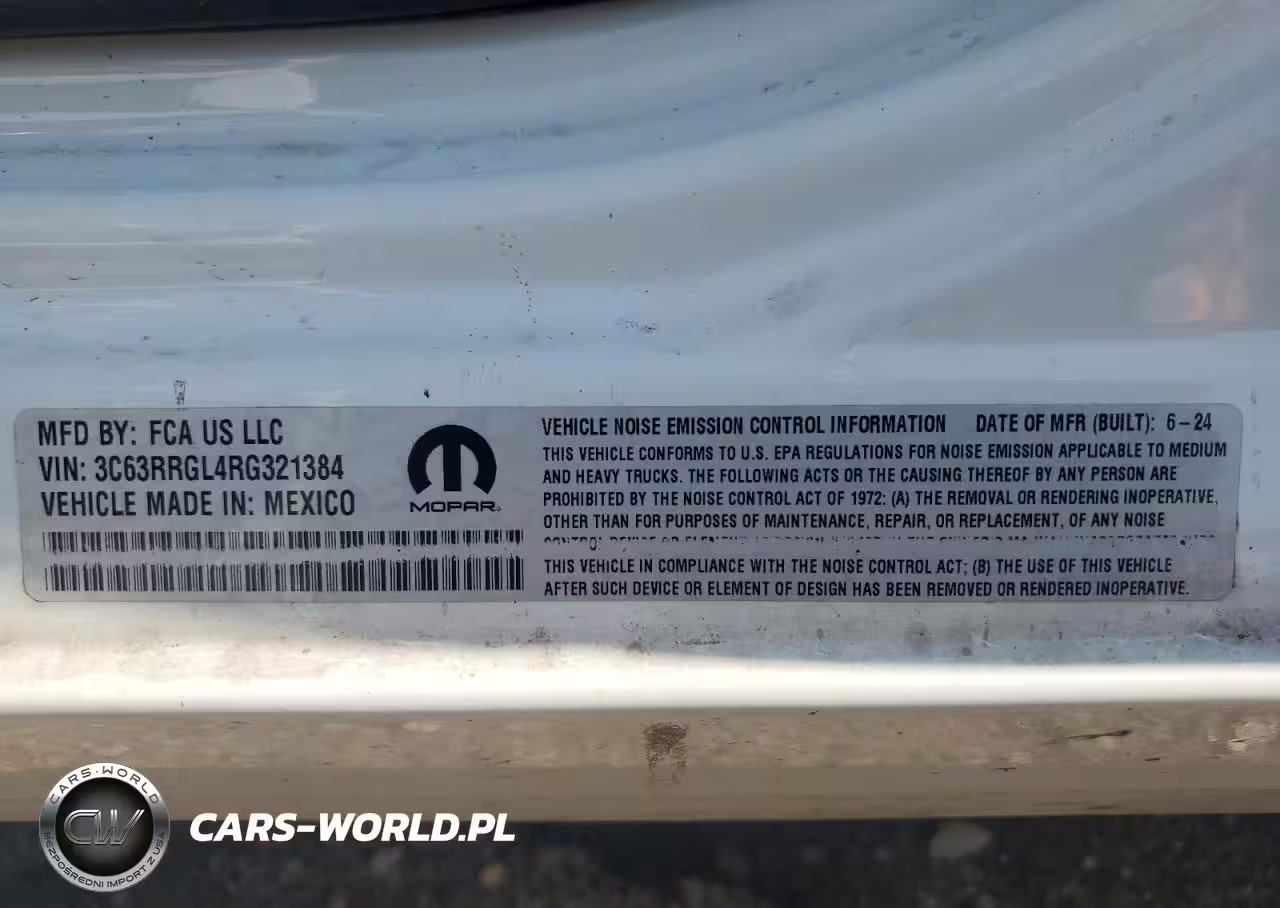 MFD BY: FCA US LLC
VIN: 3C63RRGL4RG321384
VEHICLE MADE IN: MEXICO
MOPAR®
VEHICLE NOISE EMISSION CONTROL INFORMATION DATE OF MFR (BUILT): 6-24
THIS VEHICLE CONFORMS TO U.S. EPA REGULATIONS FOR NOISE EMISSION APPLICABLE TO MEDIUM
AND HEAVY TRUCKS. THE FOLLOWING ACTS OR THE CAUSING THEREOF BY ANY PERSON ARE
PROHIBITED BY THE NOISE CONTROL ACT OF 1972: (A) THE REMOVAL OR RENDERING INOPERATIVE,
OTHER THAN FOR PURPOSES OF MAINTENANCE, REPAIR, OR REPLACEMENT, OF ANY NOISE
THIS VEHICLE IN COMPLIANCE WITH THE NOISE CONTROL ACT; (B) THE USE OF THIS VEHICLE
AFTER SUCH DEVICE OR ELEMENT OF DESIGN HAS BEEN REMOVED OR RENDERED INOPERATIVE.
CARS-WORLD
CW
BEZPOŚREDNI IMPORT Z USA
CARS-WORLD.PL